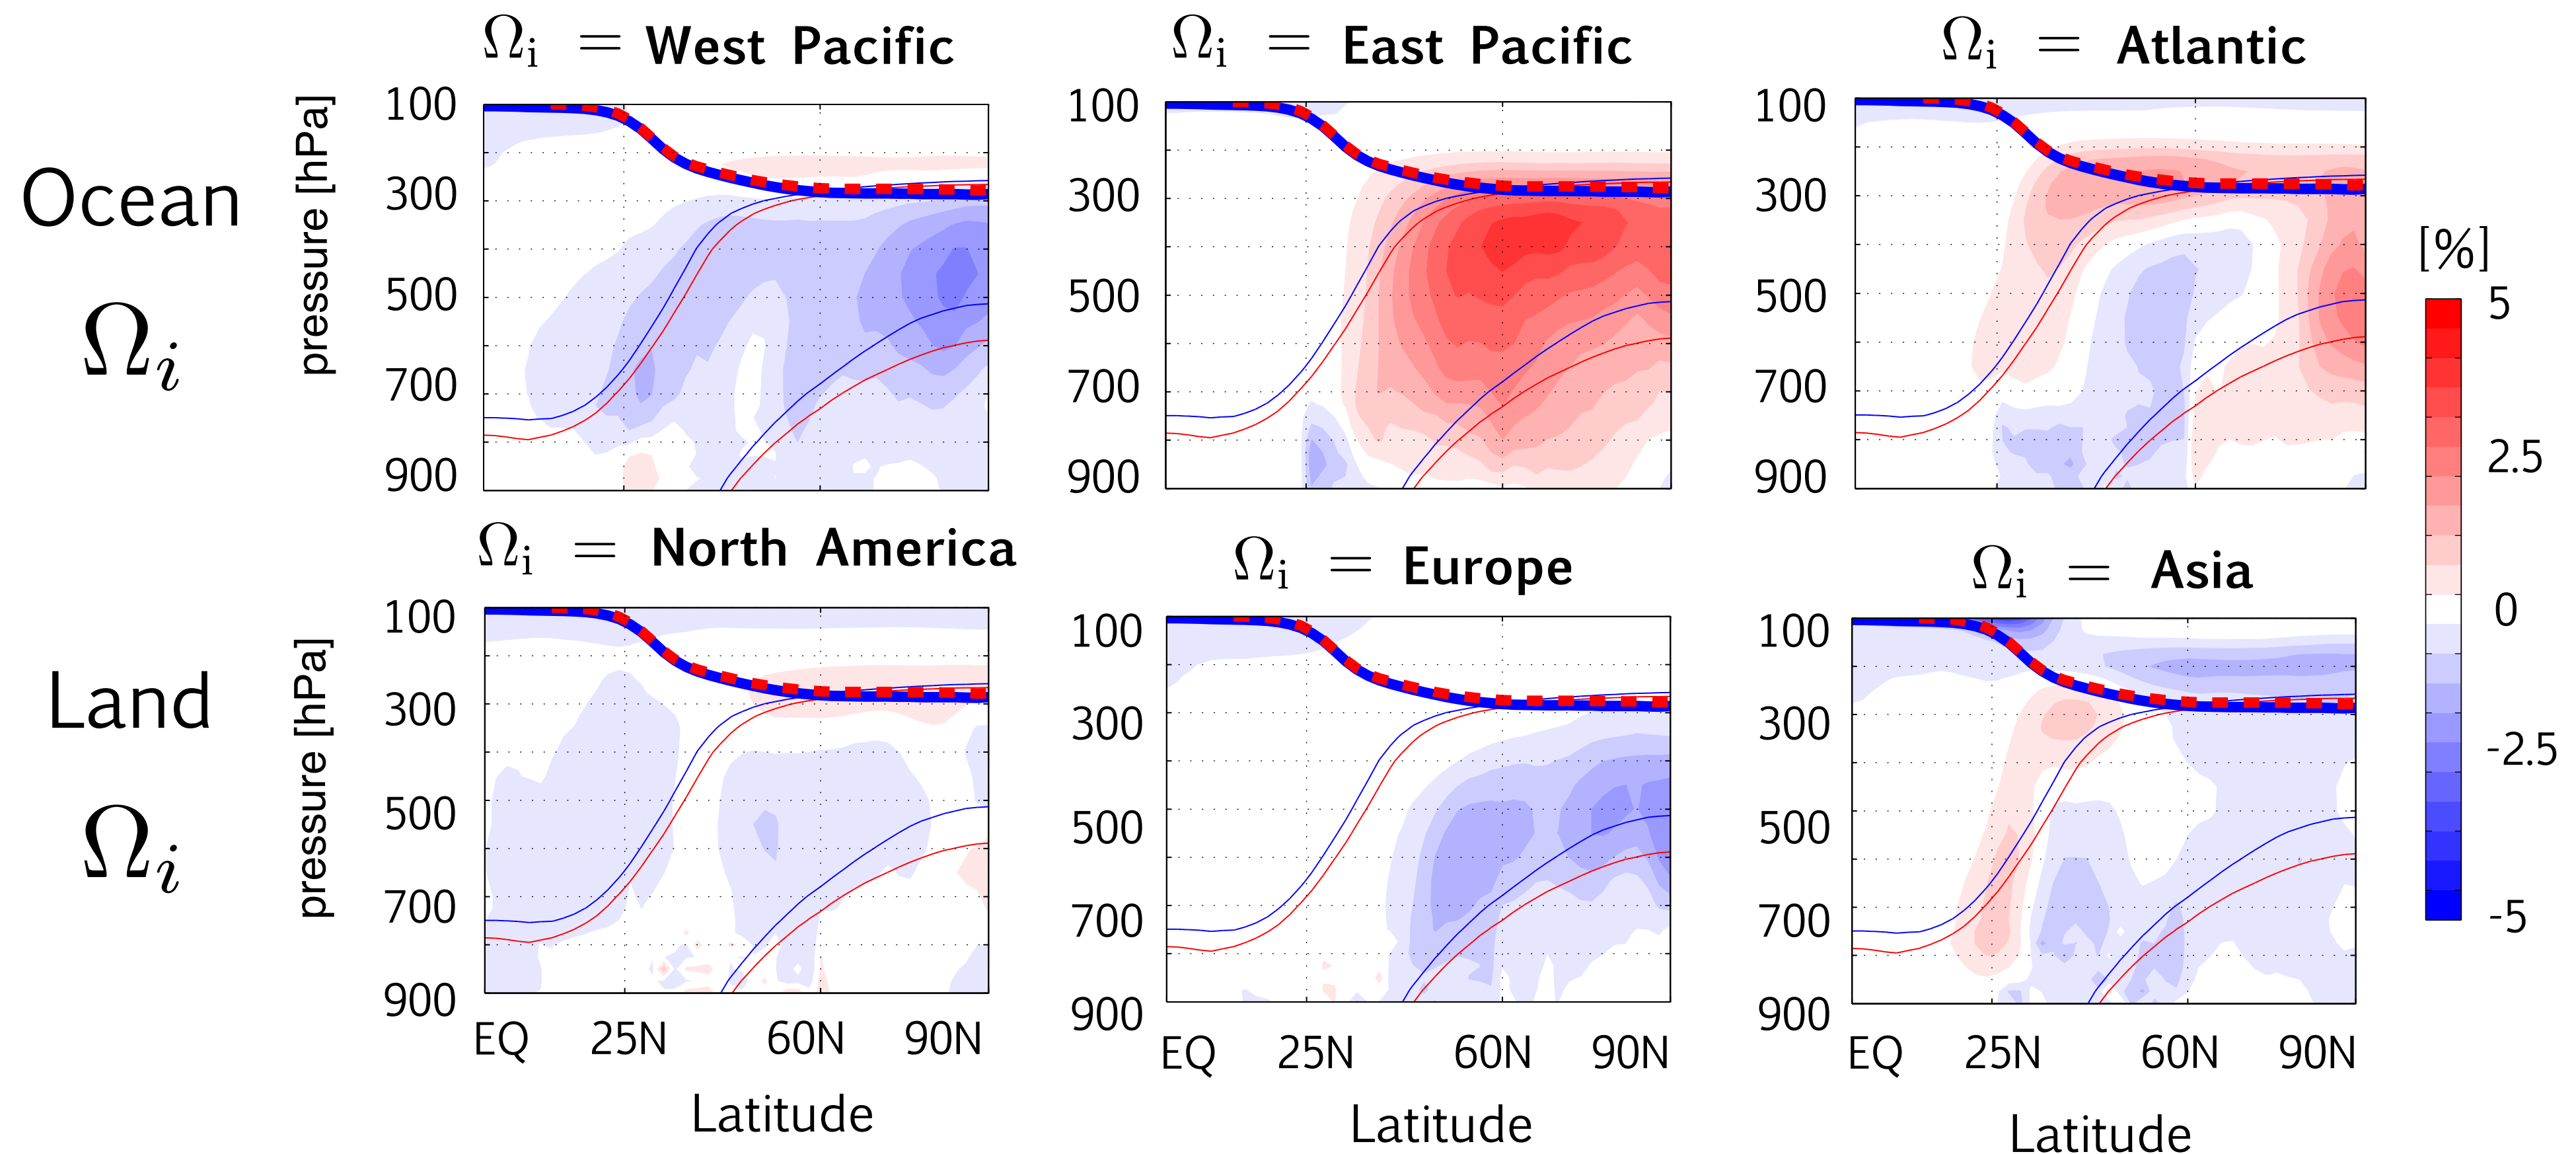 Ωi = West Pacific
Ωi = East Pacific
Ωi = Atlantic
Ocean
Ωi
pressure [hPa]
100
300
500
700
900
100
300
500
700
900
100
300
500
700
900
[%]
5
2.5
0
-2.5
-5
Ωi = North America
Ωi = Europe
Ωi = Asia
Land
Ωi
pressure [hPa]
100
300
500
700
900
100
300
500
700
900
100
300
500
700
900
EQ 25N 60N 90N
EQ 25N 60N 90N
EQ 25N 60N 90N
Latitude
Latitude
Latitude